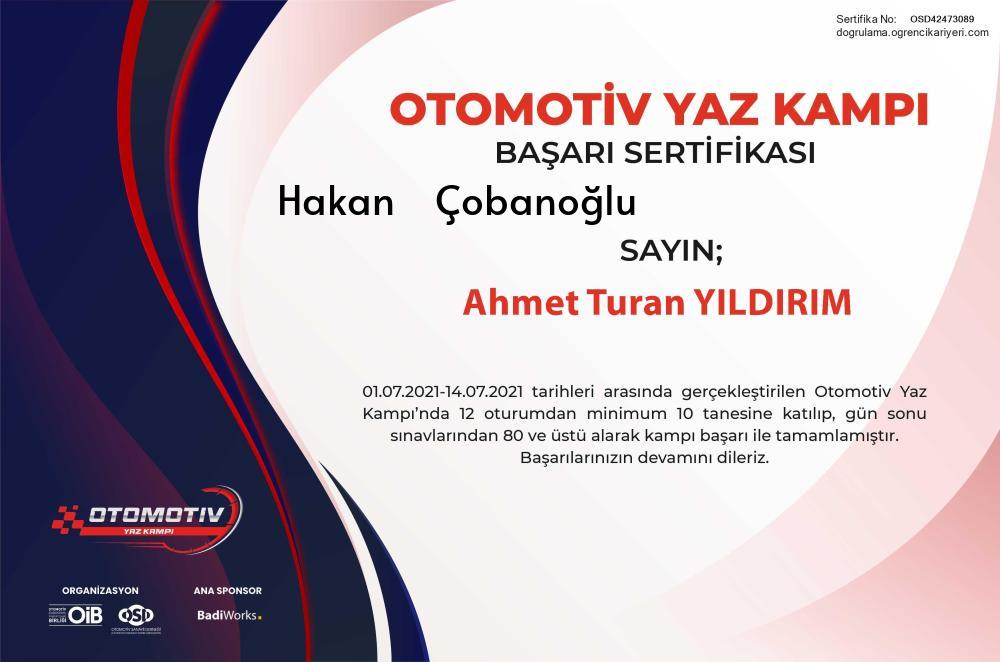 Sertifika No: OSD42473089
dogrulama.ogrencikariyeri.com
OTOMOTİV YAZ KAMPI
BAŞARI SERTİFİKASI
Hakan Çobanoğlu
SAYIN;
Ahmet Turan YILDIRIM
01.07.2021-14.07.2021 tarihleri arasında gerçekleştirilen Otomotiv Yaz
Kampı’nda 12 oturumdan minimum 10 tanesine katılıp, gün sonu
sınavlarından 80 ve üstü alarak kampı başarı ile tamamlamıştır.
Başarılarınızın devamını dileriz.
OTOMOTIV
YAZ KAMPI
ORGANİZASYON
ANA SPONSOR
OİB
OSD
BadiWorks.